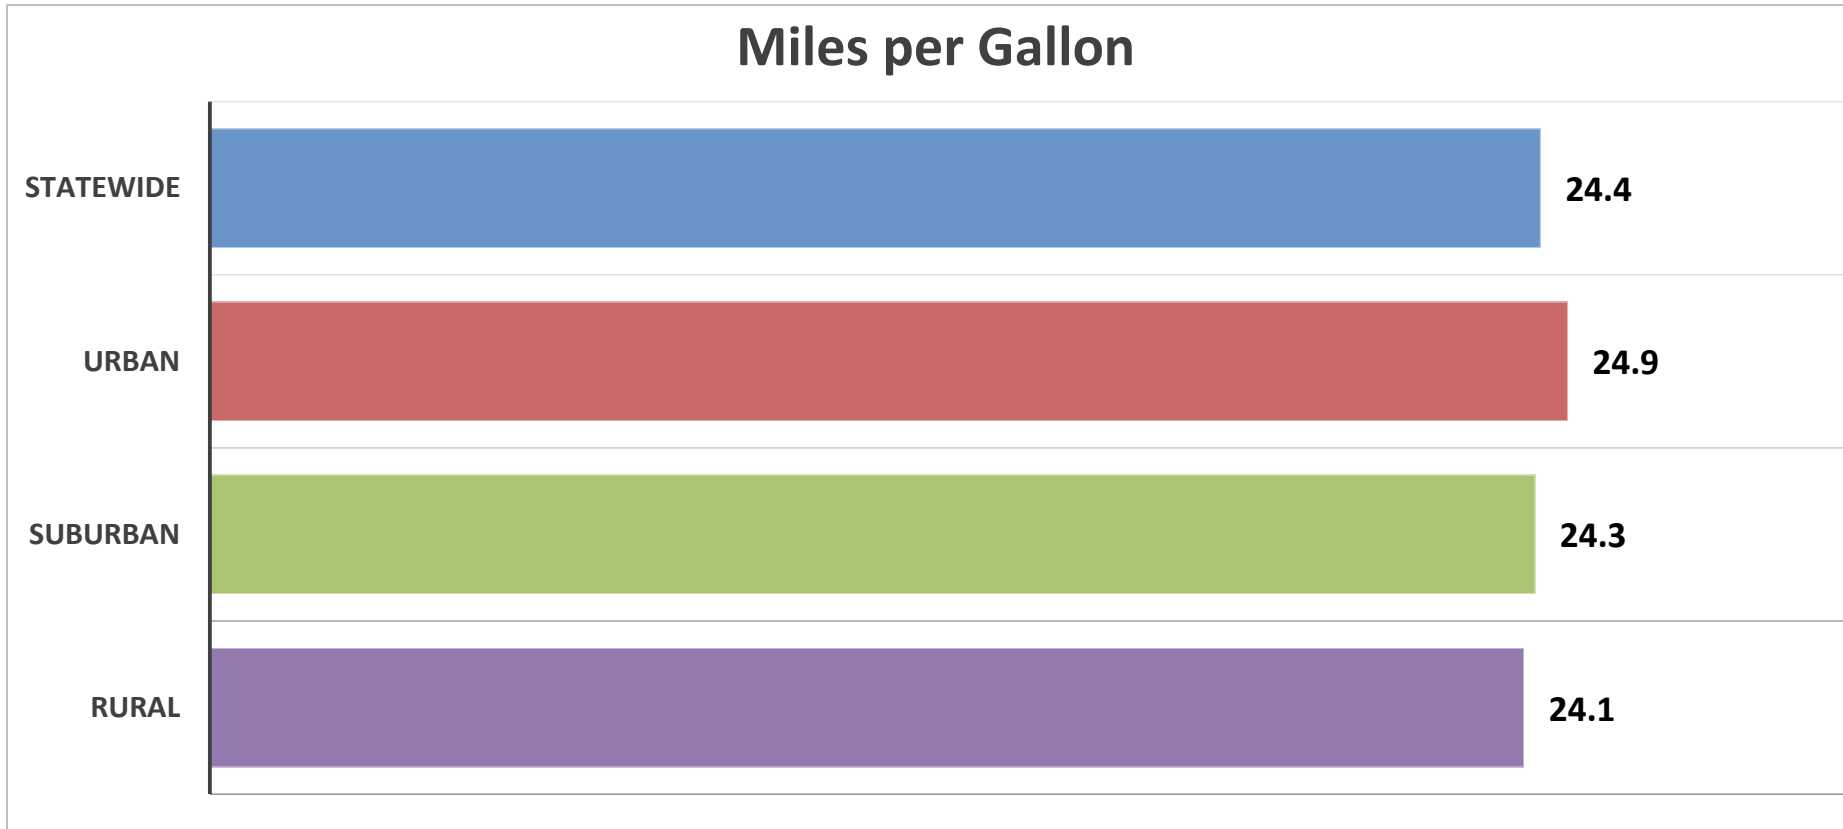 Miles per Gallon
STATEWIDE 24.4
URBAN 24.9
SUBURBAN 24.3
RURAL 24.1